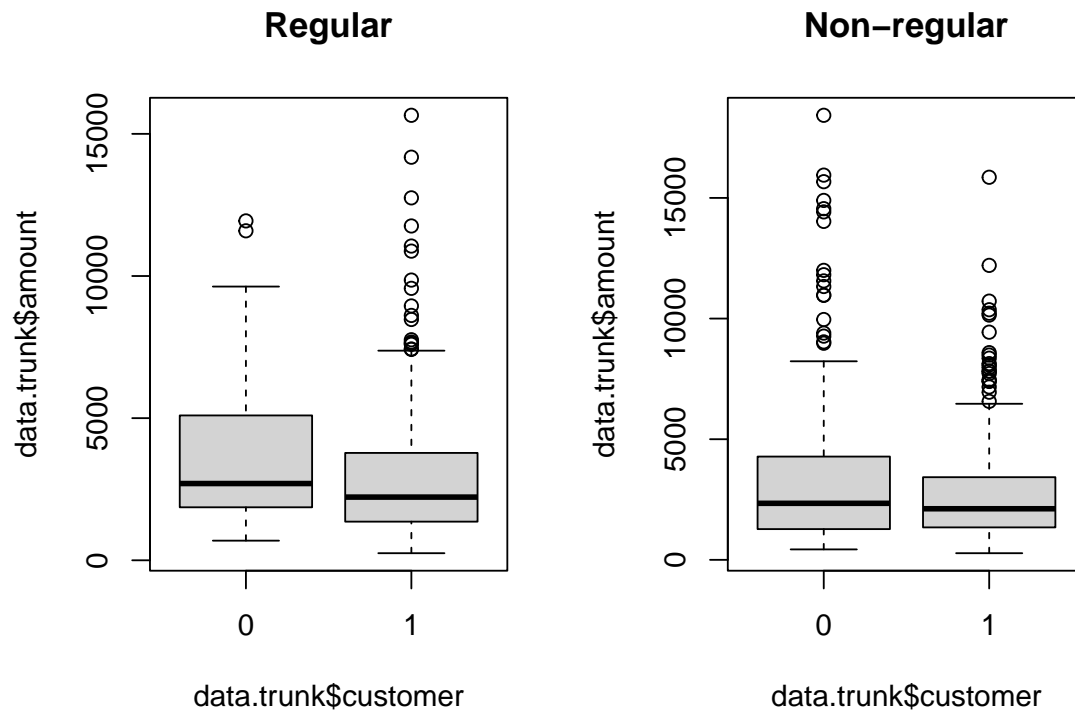 Regular
data.trunk$amount
0
5000
10000
15000
0
1
data.trunk$customer
Non−regular
data.trunk$amount
0
5000
10000
15000
0
1
data.trunk$customer